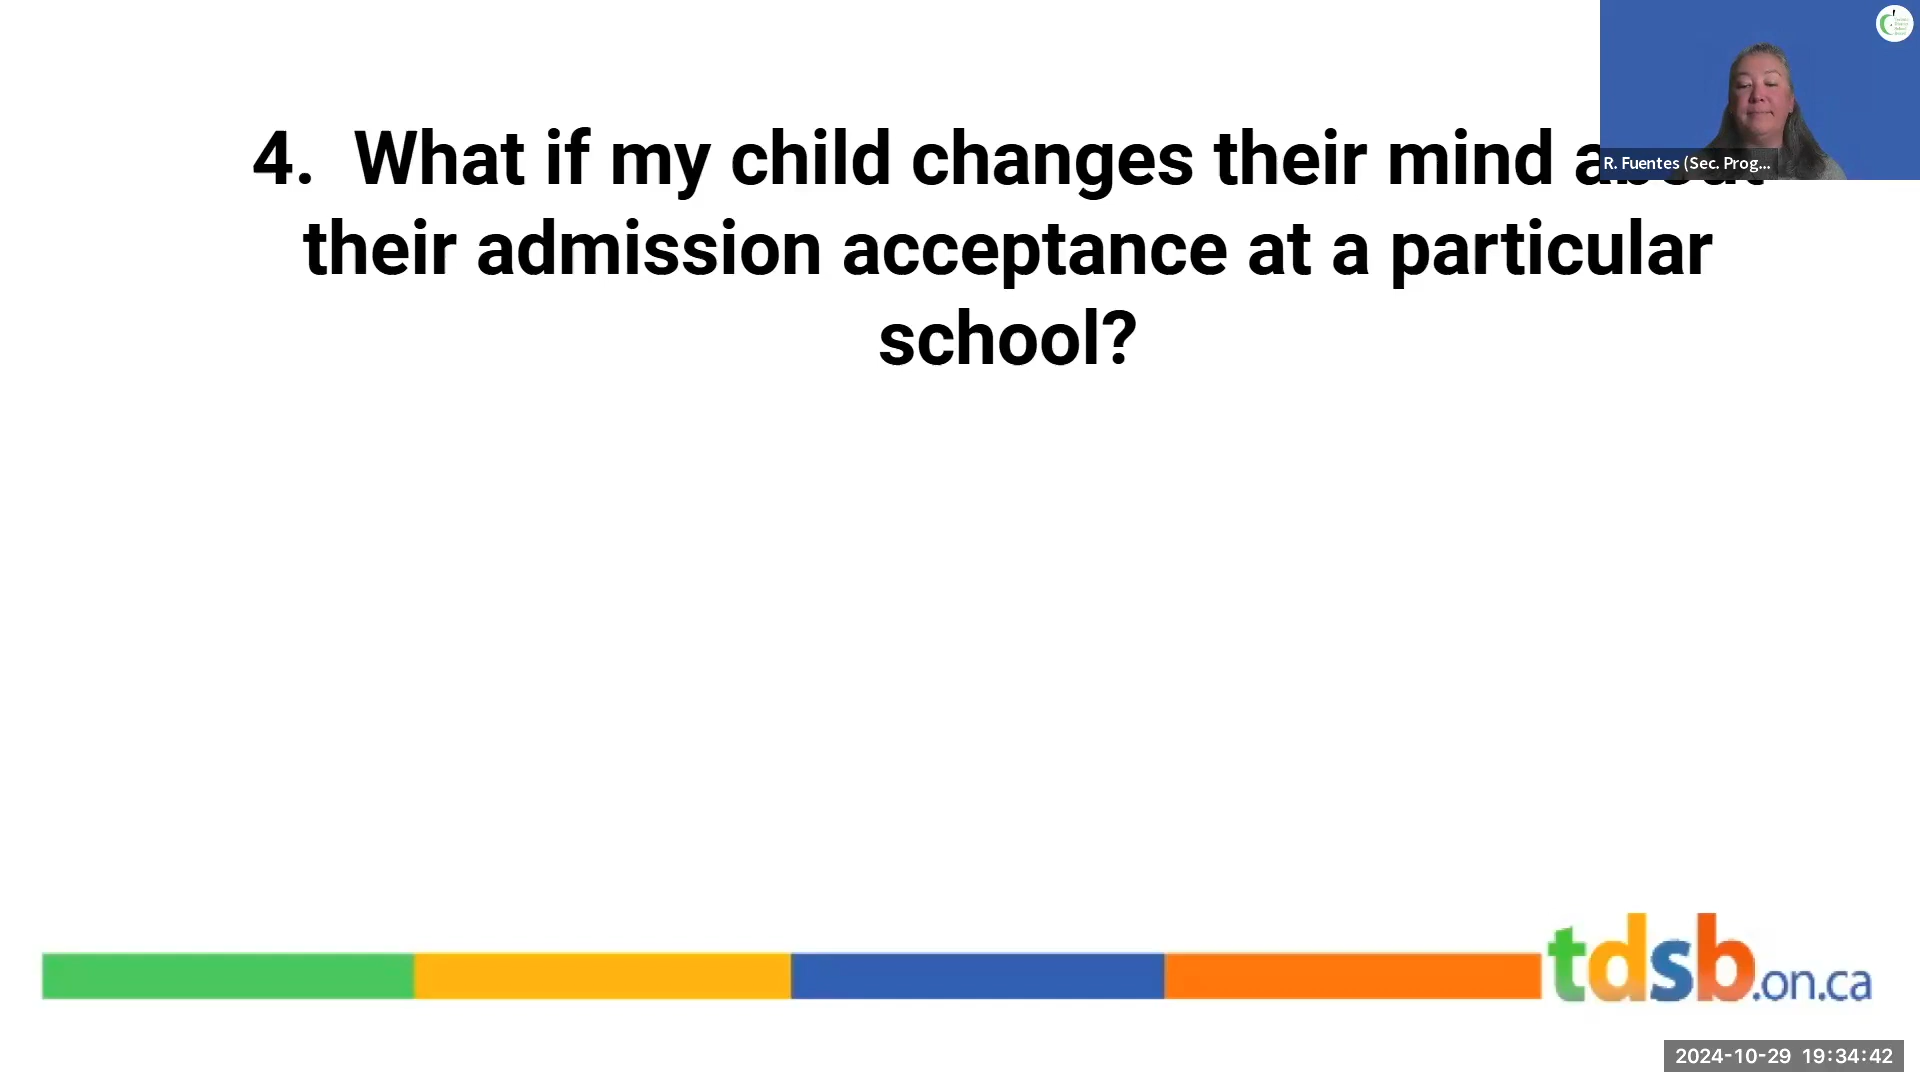 4. What if my child changes their mind about
their admission acceptance at a particular
school?
R. Fuentes (Sec. Prog...
tdsb.on.ca
2024-10-29 19:34:42